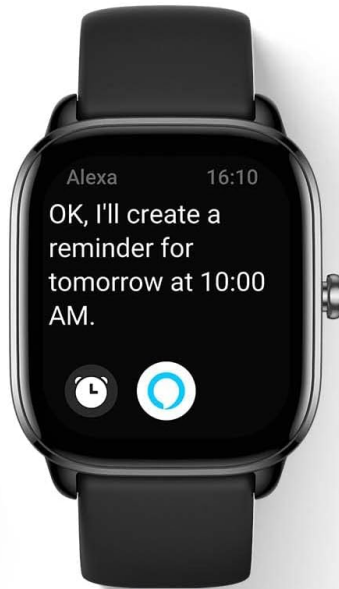 Alexa 16:10
OK, I'll create a
reminder for
tomorrow at 10:00
AM.